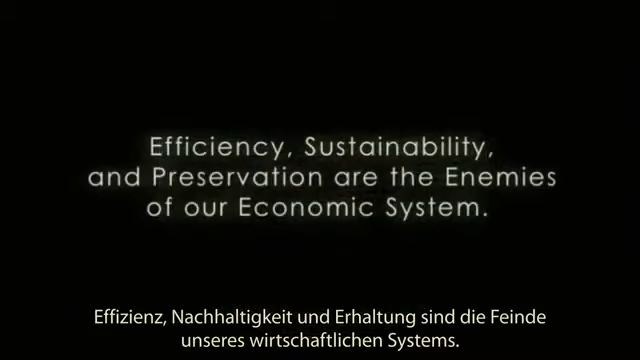 Efficiency, Sustainability,
and Preservation are the Enemies
of our Economic System.
Effizienz, Nachhaltigkeit und Erhaltung sind die Feinde
unseres wirtschaftlichen Systems.